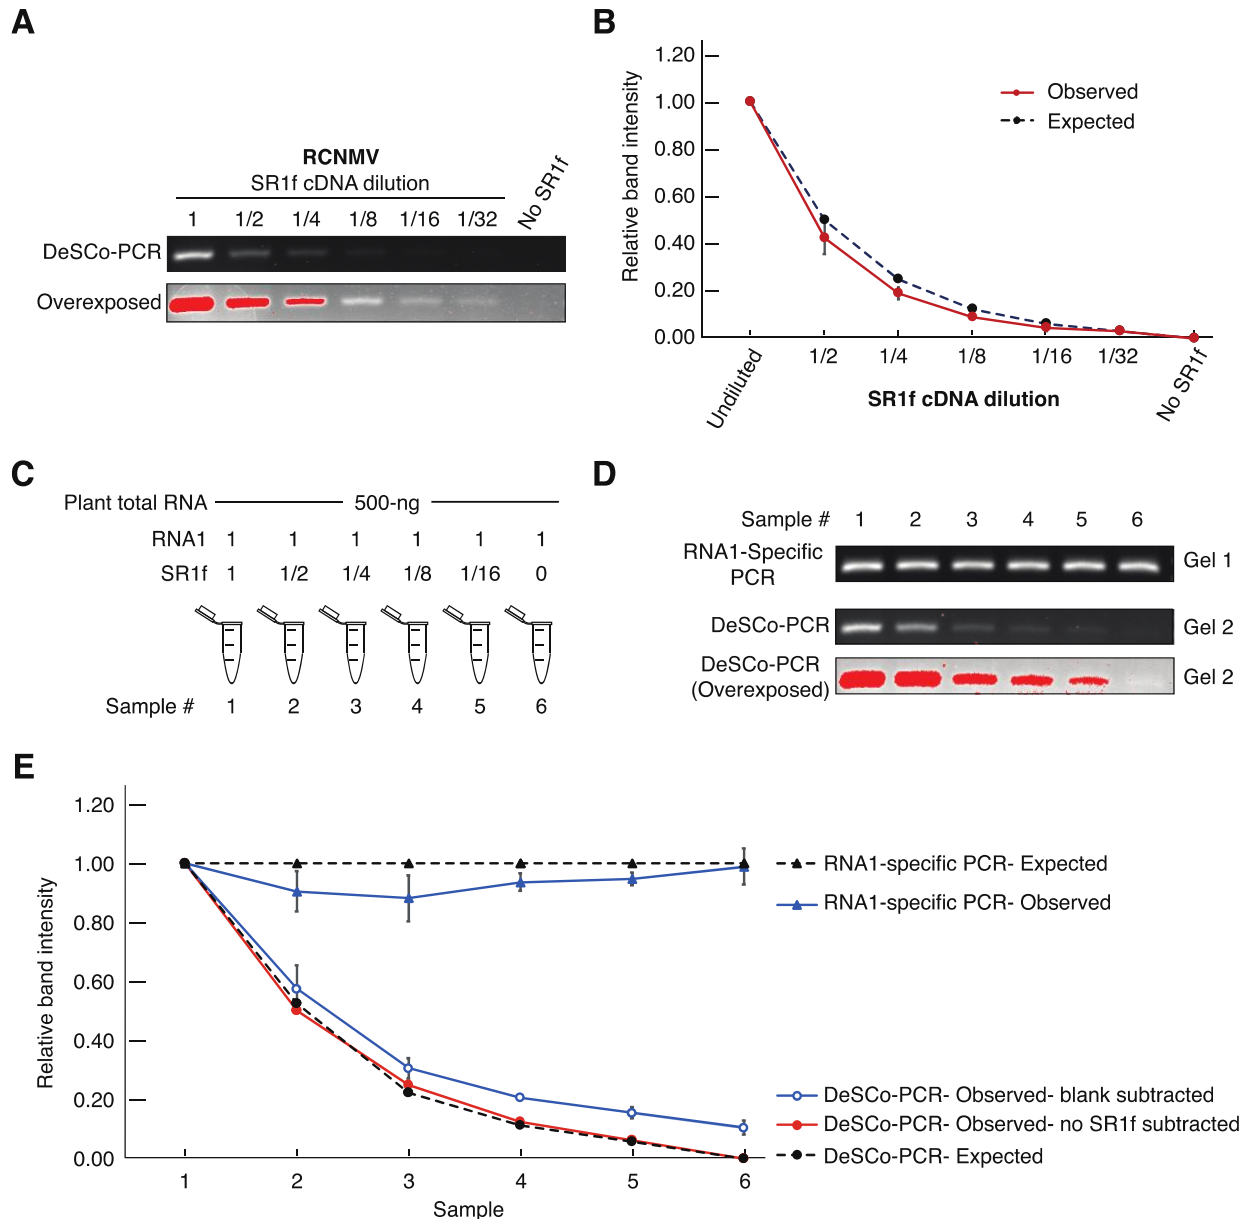 A
RCNMV
SR1f cDNA dilution
1 1/2 1/4 1/8 1/16 1/32 No SR1f
DeSCo-PCR
Overexposed
B
Relative band intensity
1.20
1.00
0.80
0.60
0.40
0.20
0.00
Observed
Expected
Undiluted 1/2 1/4 1/8 1/16 1/32 No SR1f
SR1f cDNA dilution
C
Plant total RNA 500-ng
RNA1 1 1 1 1 1 1
SR1f 1 1/2 1/4 1/8 1/16 0
Sample # 1 2 3 4 5 6
D
Sample # 1 2 3 4 5 6
RNA1-Specific
PCR
Gel 1
DeSCo-PCR
Gel 2
DeSCo-PCR
(Overexposed)
Gel 2
E
Relative band intensity
1.20
1.00
0.80
0.60
0.40
0.20
0.00
RNA1-specific PCR- Expected
RNA1-specific PCR- Observed
DeSCo-PCR- Observed- blank subtracted
DeSCo-PCR- Observed- no SR1f subtracted
DeSCo-PCR- Expected
1 2 3 4 5 6
Sample